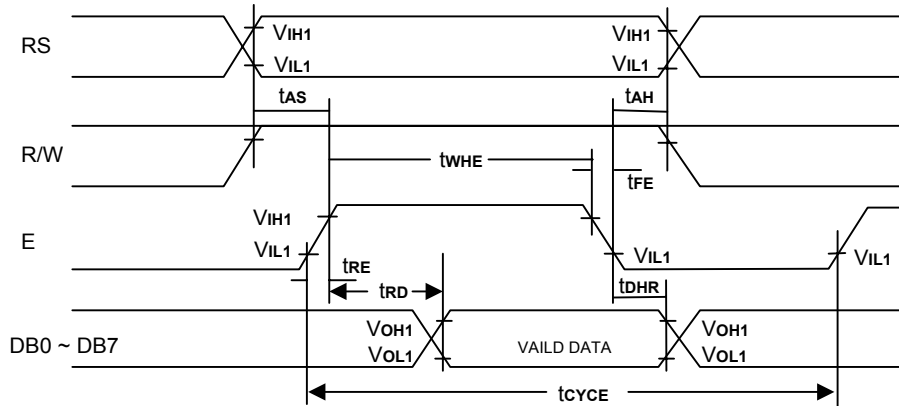 RS
VIH1
VIH1
VIL1
VIL1
tAS
tAH
R/W
tWHE
tFE
VIH1
E
VIL1
VIL1
VIL1
tRE
tRD
tDHR
DB0 ~ DB7
VOH1
VOH1
VOL1
VAILD DATA
VOL1
tCYCE